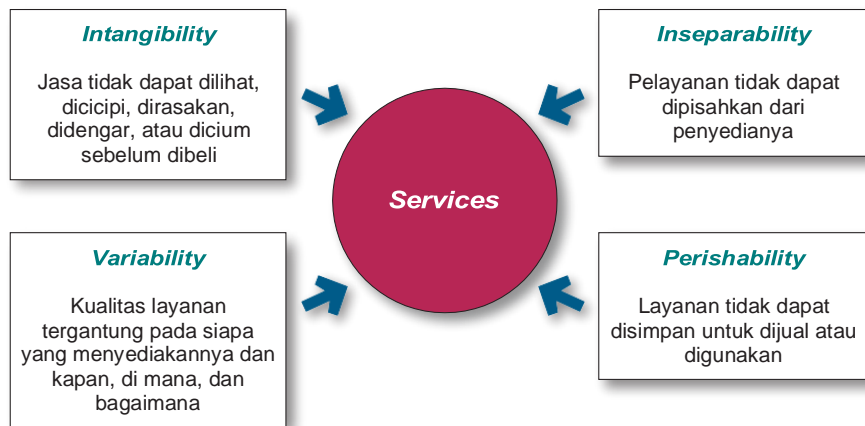 Intangibility
Jasa tidak dapat dilihat,
dicicipi, dirasakan,
didengar, atau dicium
sebelum dibeli
Inseparability
Pelayanan tidak dapat
dipisahkan dari
penyedianya
Services
Variability
Kualitas layanan
tergantung pada siapa
yang menyediakannya dan
kapan, di mana, dan
bagaimana
Perishability
Layanan tidak dapat
disimpan untuk dijual atau
digunakan